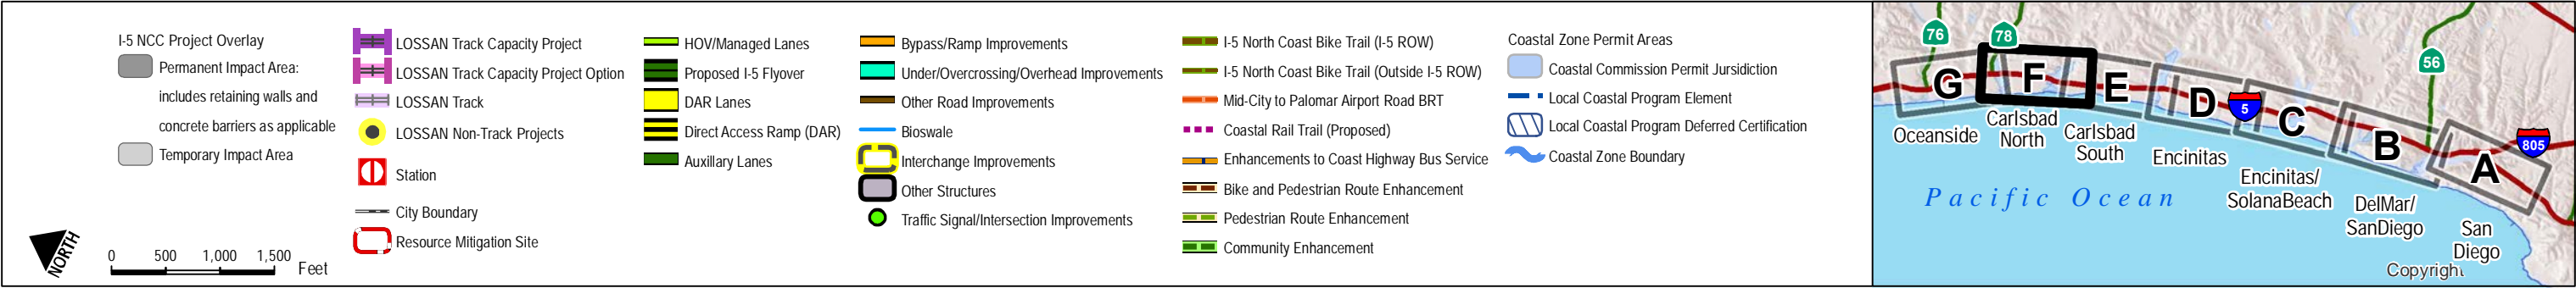 I-5 NCC Project Overlay
Permanent Impact Area:
includes retaining walls and
concrete barriers as applicable
Temporary Impact Area
NORTH
0 500 1,000 1,500
Feet
LOSSAN Track Capacity Project
LOSSAN Track Capacity Project Option
LOSSAN Track
LOSSAN Non-Track Projects
Station
City Boundary
Resource Mitigation Site
HOV/Managed Lanes
Proposed I-5 Flyover
DAR Lanes
Direct Access Ramp (DAR)
Auxillary Lanes
Bypass/Ramp Improvements
Under/Overcrossing/Overhead Improvements
Other Road Improvements
Bioswale
Interchange Improvements
Other Structures
Traffic Signal/Intersection Improvements
I-5 North Coast Bike Trail (I-5 ROW)
I-5 North Coast Bike Trail (Outside I-5 ROW)
Mid-City to Palomar Airport Road BRT
Coastal Rail Trail (Proposed)
Enhancements to Coast Highway Bus Service
Bike and Pedestrian Route Enhancement
Pedestrian Route Enhancement
Community Enhancement
Coastal Zone Permit Areas
Coastal Commission Permit Jursidiction
Local Coastal Program Element
Local Coastal Program Deferred Certification
Coastal Zone Boundary
76
78
56
5
805
G
F
E
D
C
B
A
Oceanside
Carlsbad
North
Carlsbad
South
Encinitas
Encinitas/
SolanaBeach
DelMar/
SanDiego
San
Diego
Pacific Ocean
Copyright